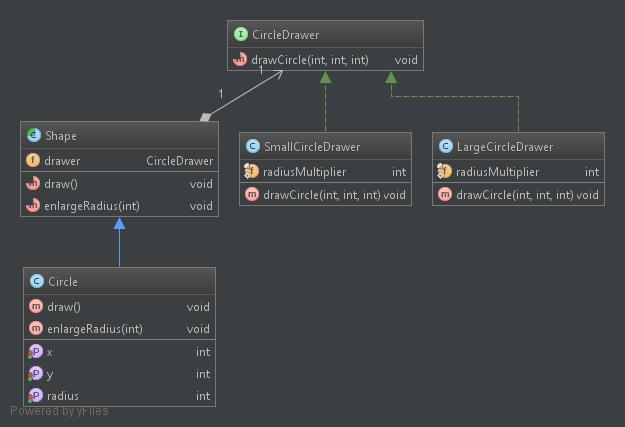 CircleDrawer
drawCircle(int, int, int) void
1
1
Shape
drawer CircleDrawer
draw() void
enlargeRadius(int) void
SmallCircleDrawer
radiusMultiplier int
drawCircle(int, int, int) void
LargeCircleDrawer
radiusMultiplier int
drawCircle(int, int, int) void
Circle
draw() void
enlargeRadius(int) void
x int
y int
radius int
Powered by yFiles